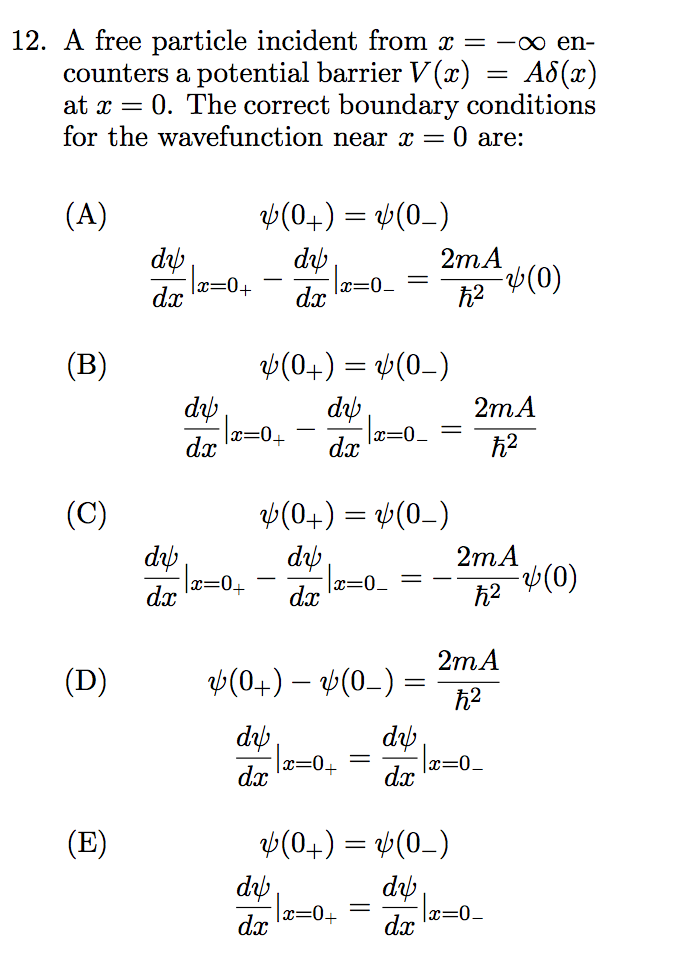 12. A free particle incident from x = −∞ en-
counters a potential barrier V(x) = Aδ(x)
at x = 0. The correct boundary conditions
for the wavefunction near x = 0 are:
(A) ψ(0₊) = ψ(0₋)
dψ/dx|ₓ₌₀₊ − dψ/dx|ₓ₌₀₋ = 2mA/ħ² ψ(0)
(B) ψ(0₊) = ψ(0₋)
dψ/dx|ₓ₌₀₊ − dψ/dx|ₓ₌₀₋ = 2mA/ħ²
(C) ψ(0₊) = ψ(0₋)
dψ/dx|ₓ₌₀₊ − dψ/dx|ₓ₌₀₋ = −2mA/ħ² ψ(0)
(D) ψ(0₊) − ψ(0₋) = 2mA/ħ²
dψ/dx|ₓ₌₀₊ = dψ/dx|ₓ₌₀₋
(E) ψ(0₊) = ψ(0₋)
dψ/dx|ₓ₌₀₊ = dψ/dx|ₓ₌₀₋